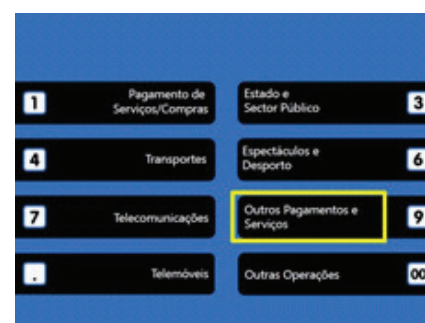 1
Pagamento de
Serviços/Compras
Estado e
Sector Público
3
4
Transportes
Espectáculos e
Desporto
6
7
Telecomunicações
Outros Pagamentos e
Serviços
9
.
Telemóveis
Outras Operações
00